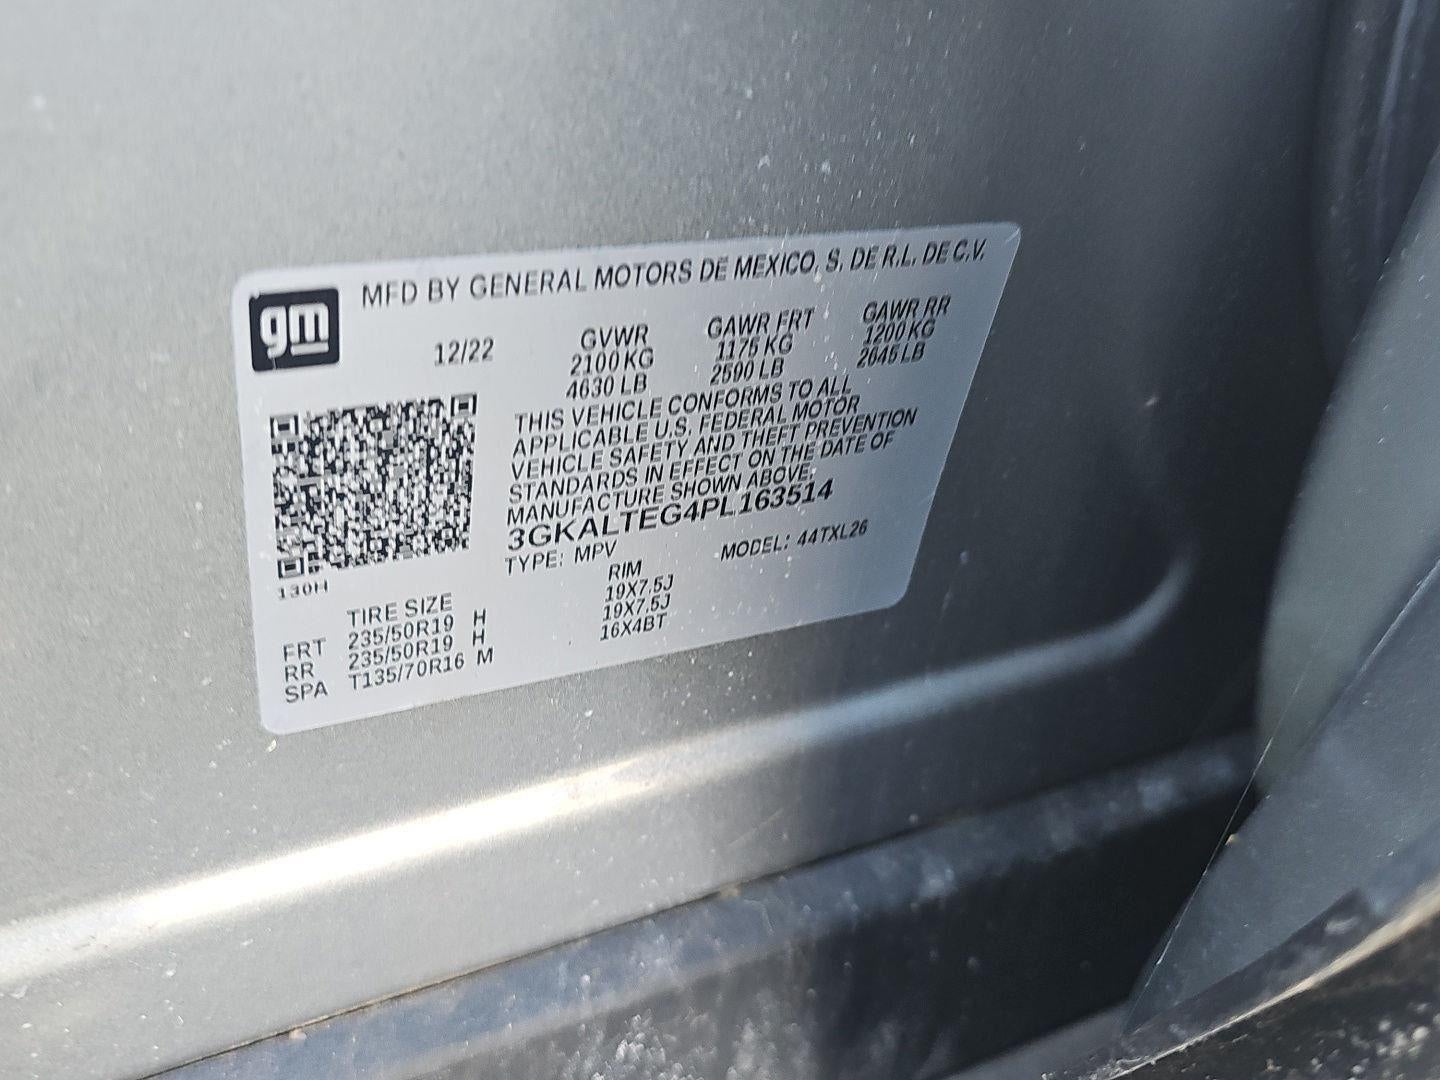 gm
MFD BY GENERAL MOTORS DE MEXICO, S. DE R.L. DE C.V.
12/22 GVWR GAWR FRT GAWR RR
2100 KG 1175 KG 1200 KG
4630 LB 2590 LB 2645 LB
THIS VEHICLE CONFORMS TO ALL
APPLICABLE U.S. FEDERAL MOTOR
VEHICLE SAFETY AND THEFT PREVENTION
STANDARDS IN EFFECT ON THE DATE OF
MANUFACTURE SHOWN ABOVE.
3GKALTEG4PL163514
TYPE: MPV MODEL: 44TXL26
130H
TIRE SIZE RIM
FRT 235/50R19 H 19X7.5J
RR 235/50R19 H 19X7.5J
SPA T135/70R16 M 16X4BT